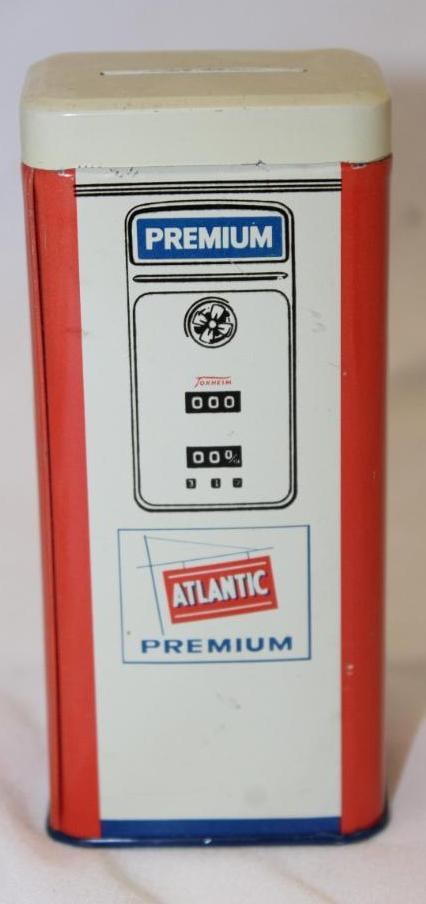 PREMIUM
TOKHEIM
000
000
ATLANTIC
PREMIUM